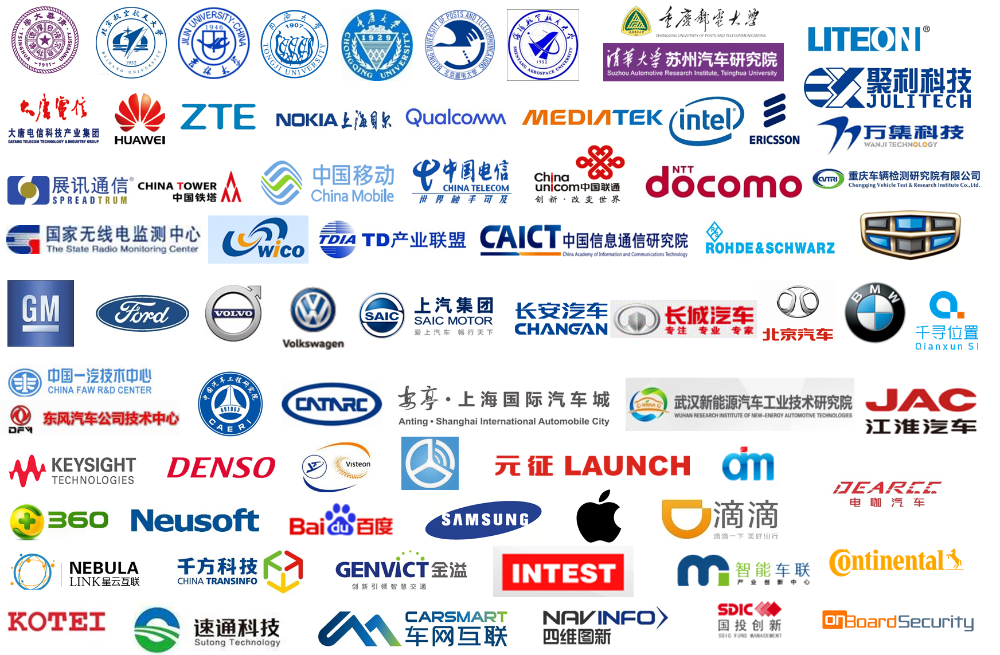 學大華清
TSINGHUA UNIVERSITY
~1911~
北京航空航天大学
1952
BEIHANG UNIVERSITY
JILIN UNIVERSITY·CHINA
1946
吉林大学
同济大学
1907
TONGJI UNIVERSITY
重庆大学
1929
CHONGQING UNIVERSITY
BEIJING UNIVERSITY OF POSTS AND TELECOMMUNICATIONS
北京邮电大学
沈阳航空航天大学
1952
SHENYANG AEROSPACE UNIVERSITY
重慶郵電大學
CHONGQING UNIVERSITY OF POSTS AND TELECOMMUNICATIONS
LITEON®
清華大学 苏州汽车研究院
Suzhou Automotive Research Institute, Tsinghua University
聚利科技
JULITECH
大唐電信
大唐电信科技产业集团
DATANG TELECOM TECHNOLOGY & INDUSTRY GROUP
HUAWEI
ZTE
NOKIA 上海贝尔
Qualcomm
MEDIATEK
intel®
ERICSSON
万集科技
WANJI TECHNOLOGY
展讯通信®
SPREADTRUM
CHINA TOWER
中国铁塔
中国移动
China Mobile
中国电信
CHINA TELECOM
世界触手可及
China
unicom中国联通
创新·改变世界
NTT
docomo
CVTRI
重庆车辆检测研究院有限公司
Chongqing Vehicle Test & Research Institute Co.,Ltd.
国家无线电监测中心
The State Radio Monitoring Center
WiCO
TDIA TD产业联盟
CAICT 中国信息通信研究院
China Academy of Information and Communications Technology
R/S
ROHDE&SCHWARZ
GM
Ford
VOLVO
Volkswagen
SAIC
上汽集团
SAIC MOTOR
爱上汽车 畅行天下
长安汽车
CHANGAN
长城汽车
专注 专业 专家
北京汽车
BMW
千寻位置
Qianxun SI
中国一汽技术中心
CHINA FAW R&D CENTER
DFM
东风汽车公司技术中心
中国汽车工程研究院
601965
CAERI
CATARC
安亭·上海国际汽车城
Anting • Shanghai International Automobile City
WRINA
武汉新能源汽车工业技术研究院
WUHAN RESEARCH INSTITUTE OF NEW-ENERGY AUTOMOTIVE TECHNOLOGIES
JAC
江淮汽车
KEYSIGHT
TECHNOLOGIES
DENSO
Visteon
元征 LAUNCH
aim
DEARCC
电咖汽车
360
Neusoft
Baidu百度
SAMSUNG
滴滴
滴滴一下 美好出行
NEBULA
LINK星云互联
千方科技
CHINA TRANSINFO
GENVICT金溢
创新引领智慧交通
INTEST
智能车联
产业创新中心
Continental
KOTEI
速通科技
Sutong Technology
CARSMART
车网互联
NAVINFO
四维图新
SDIC
国投创新
SDIC FUND MANAGEMENT
onBoardSecurity